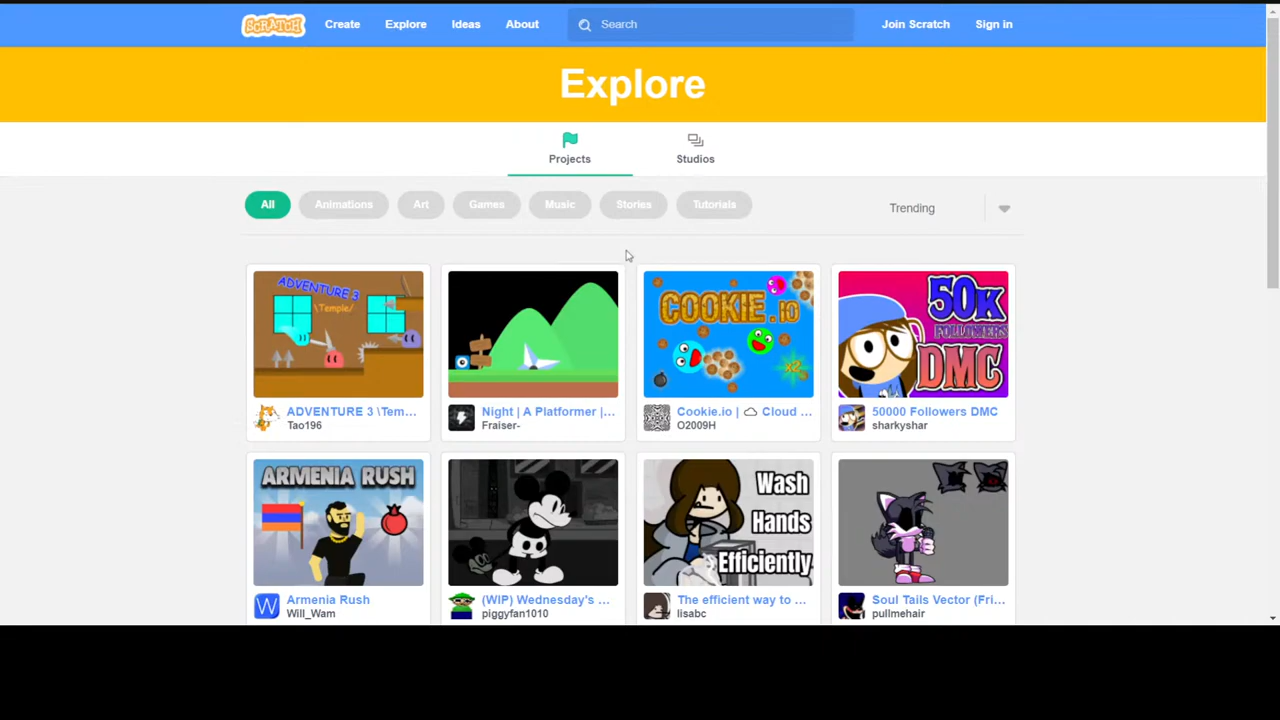 SCRATCH Create Explore Ideas About Search Join Scratch Sign in
Explore
Projects Studios
All Animations Art Games Music Stories Tutorials Trending
ADVENTURE 3
\Temple/
COOKIE.IO
X2
50K
FOLLOWERS
DMC
ADVENTURE 3 \Tem... Night | A Platformer |... Cookie.io | Cloud ... 50000 Followers DMC
Tao196 Fraiser- O2009H sharkyshar
ARMENIA RUSH
Wash
Hands
Efficiently
Armenia Rush (WIP) Wednesday's ... The efficient way to ... Soul Tails Vector (Fri...
Will_Wam piggyfan1010 lisabc pullmehair